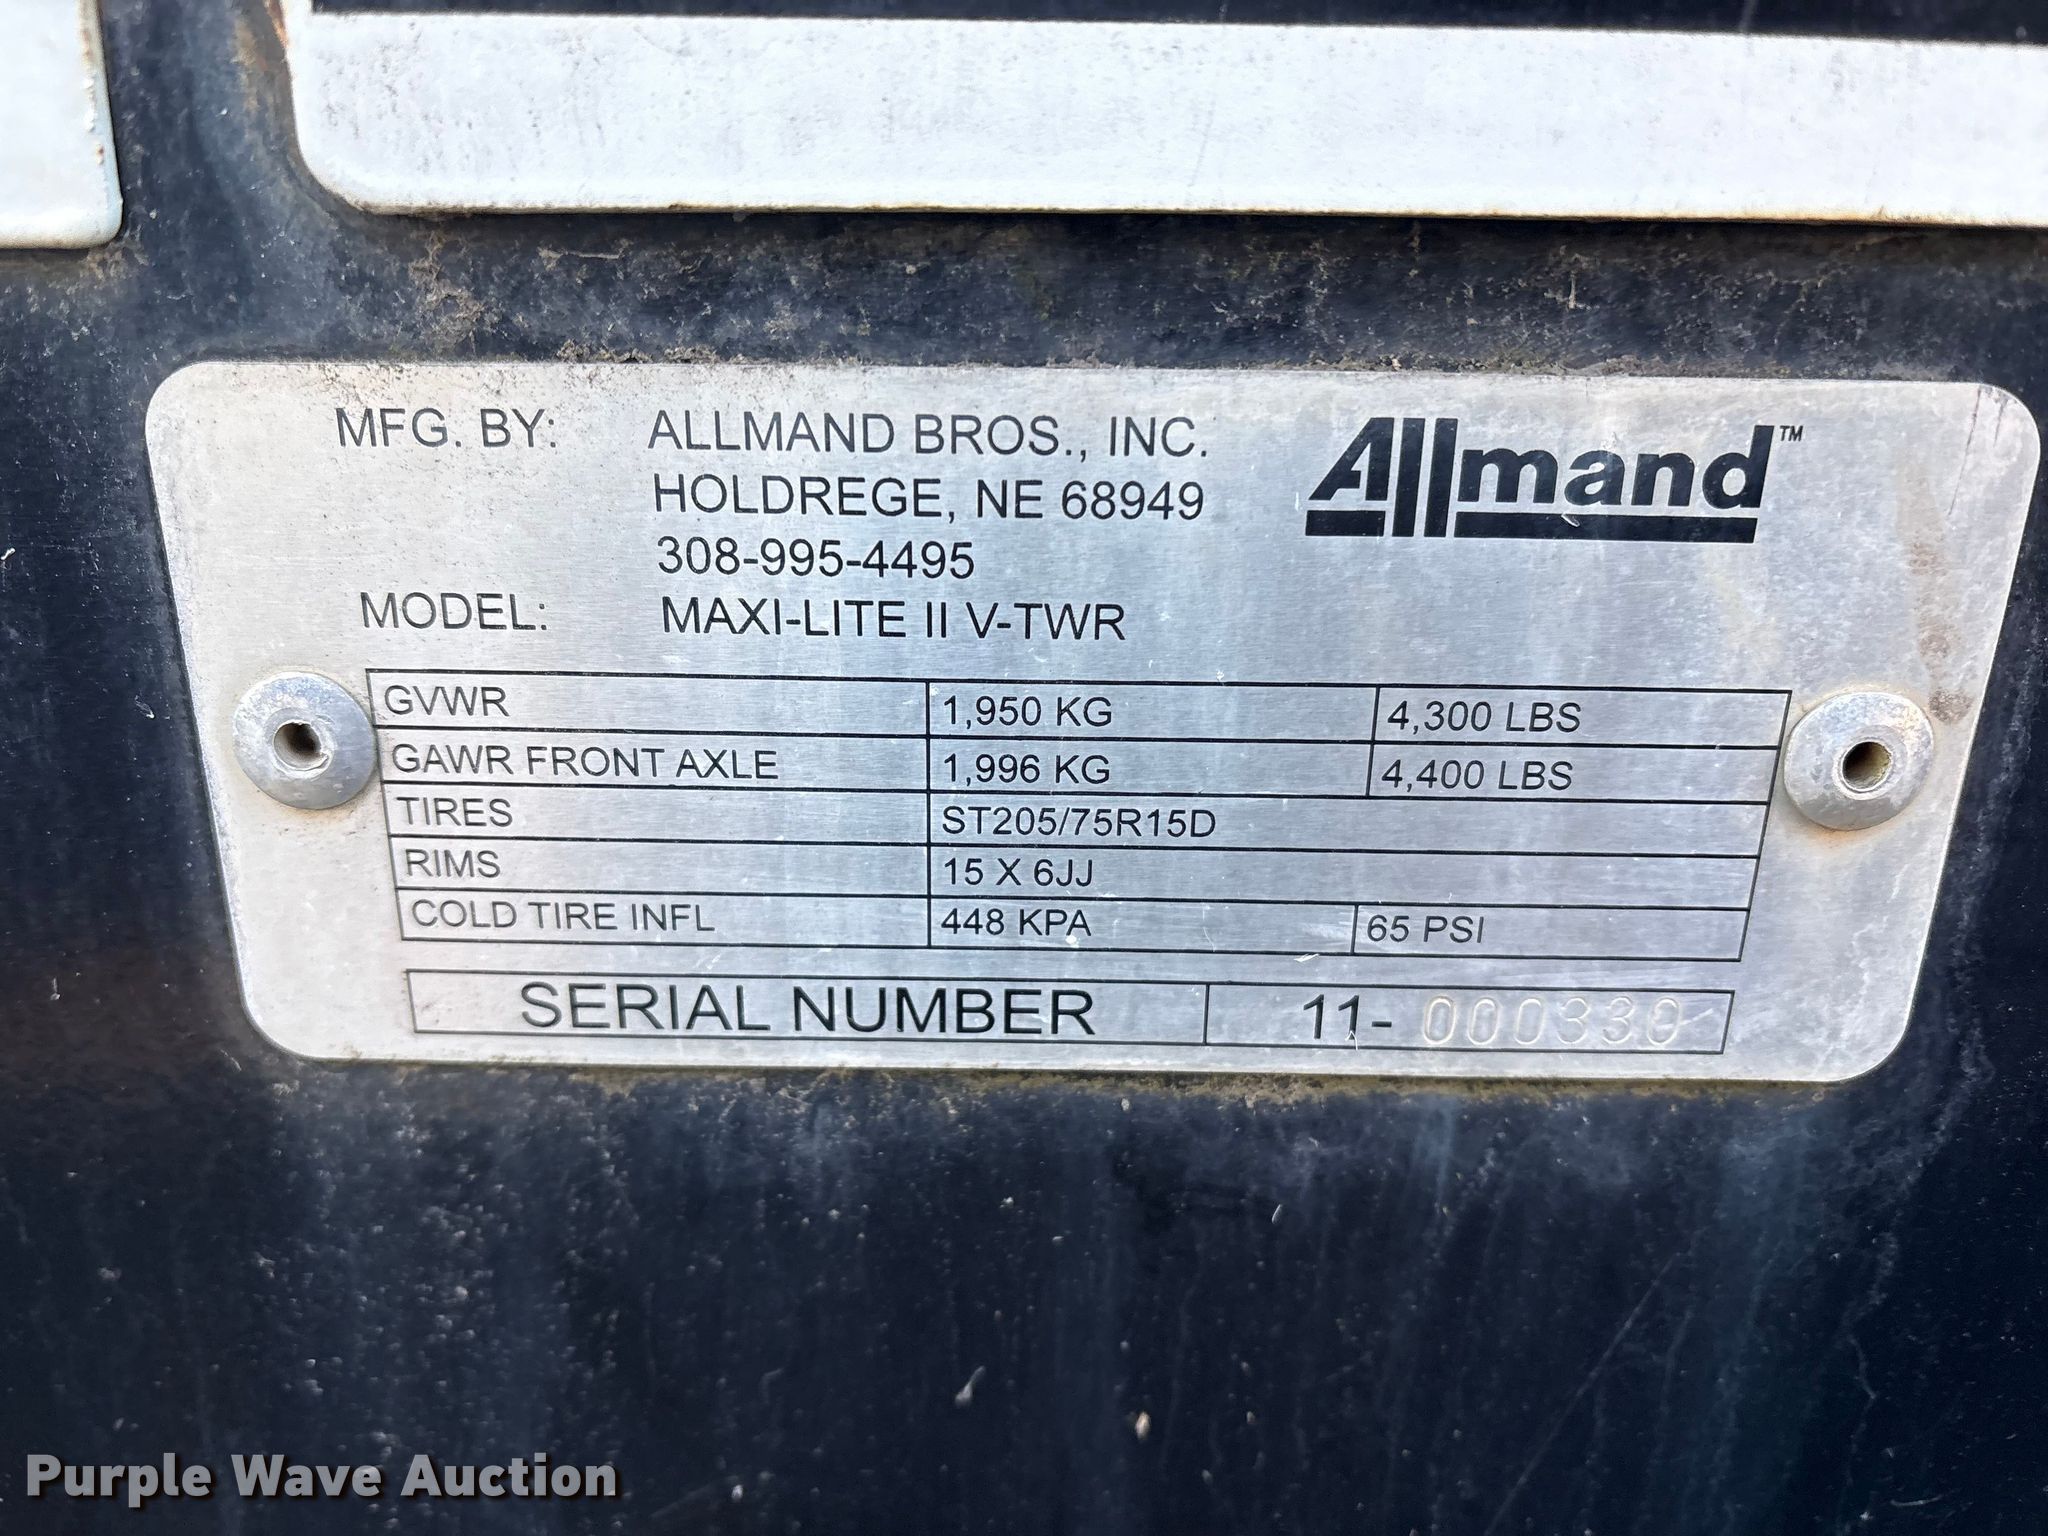 MFG. BY: ALLMAND BROS., INC.
HOLDREGE, NE 68949
308-995-4495
Allmand™
MODEL: MAXI-LITE II V-TWR
GVWR 1,950 KG 4,300 LBS
GAWR FRONT AXLE 1,996 KG 4,400 LBS
TIRES ST205/75R15D
RIMS 15 X 6JJ
COLD TIRE INFL 448 KPA 65 PSI
SERIAL NUMBER 11-000330
Purple Wave Auction